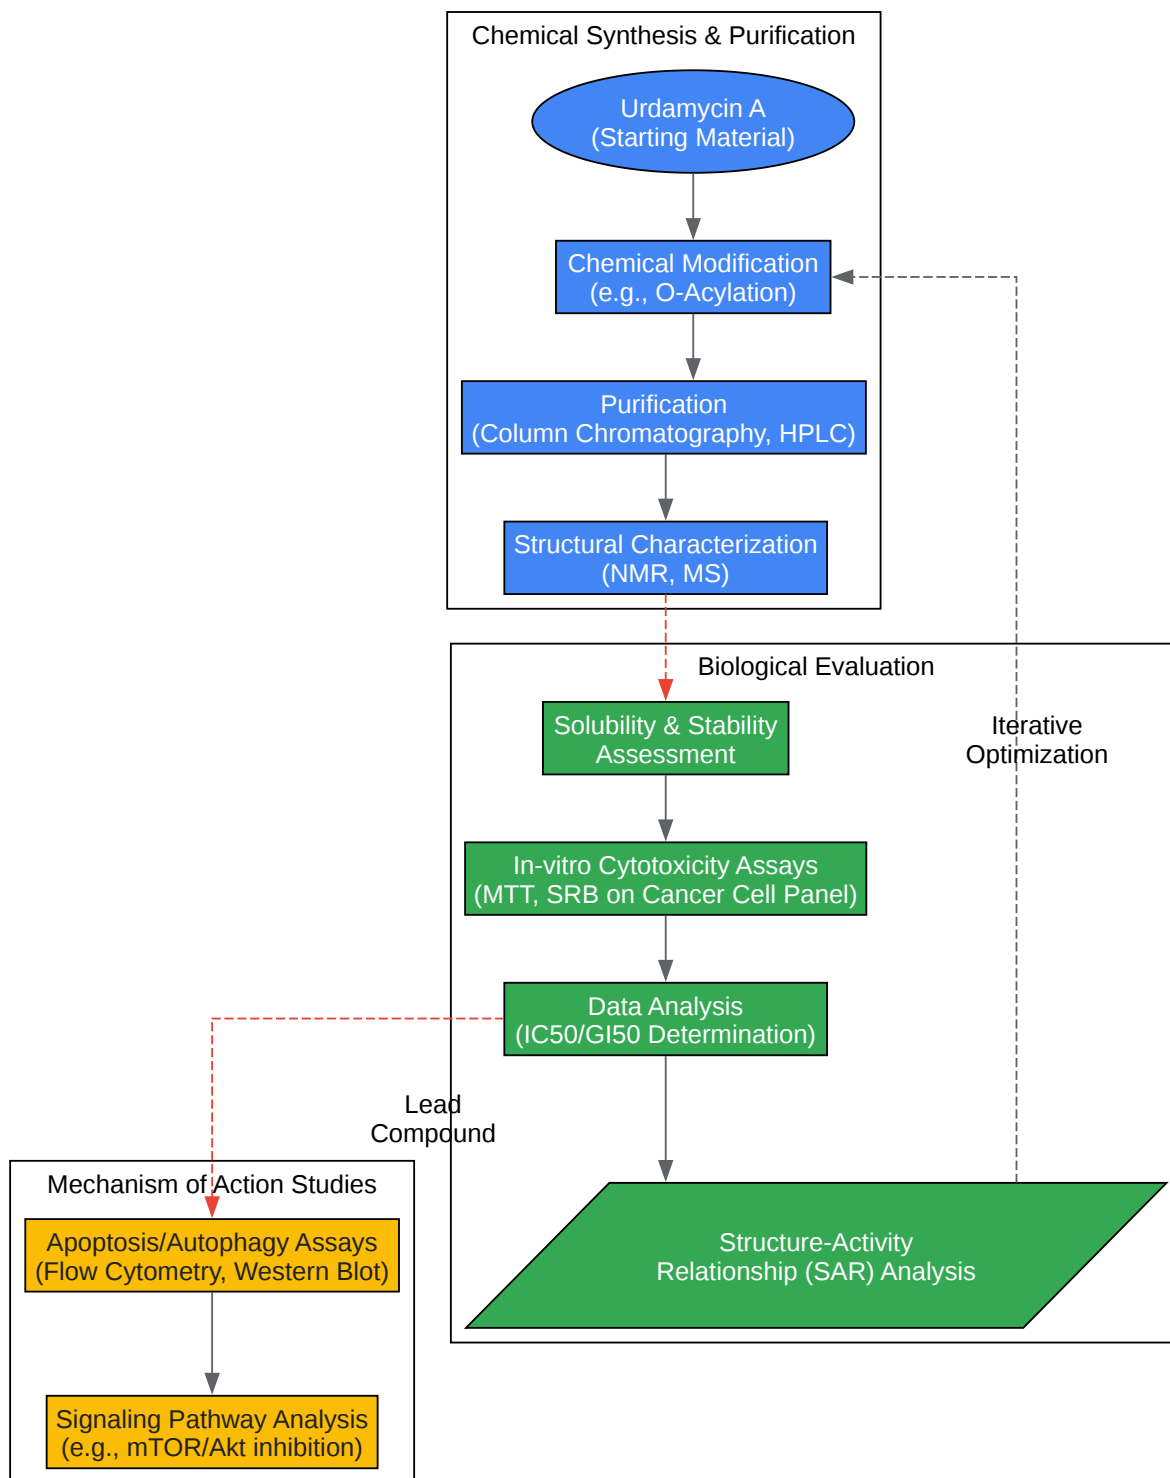 Chemical Synthesis & Purification
Urdamycin A
(Starting Material)
Chemical Modification
(e.g., O-Acylation)
Purification
(Column Chromatography, HPLC)
Structural Characterization
(NMR, MS)
Biological Evaluation
Solubility & Stability
Assessment
Iterative
Optimization
In-vitro Cytotoxicity Assays
(MTT, SRB on Cancer Cell Panel)
Data Analysis
(IC50/GI50 Determination)
Lead
Compound
Mechanism of Action Studies
Apoptosis/Autophagy Assays
(Flow Cytometry, Western Blot)
Structure-Activity
Relationship (SAR) Analysis
Signaling Pathway Analysis
(e.g., mTOR/Akt inhibition)